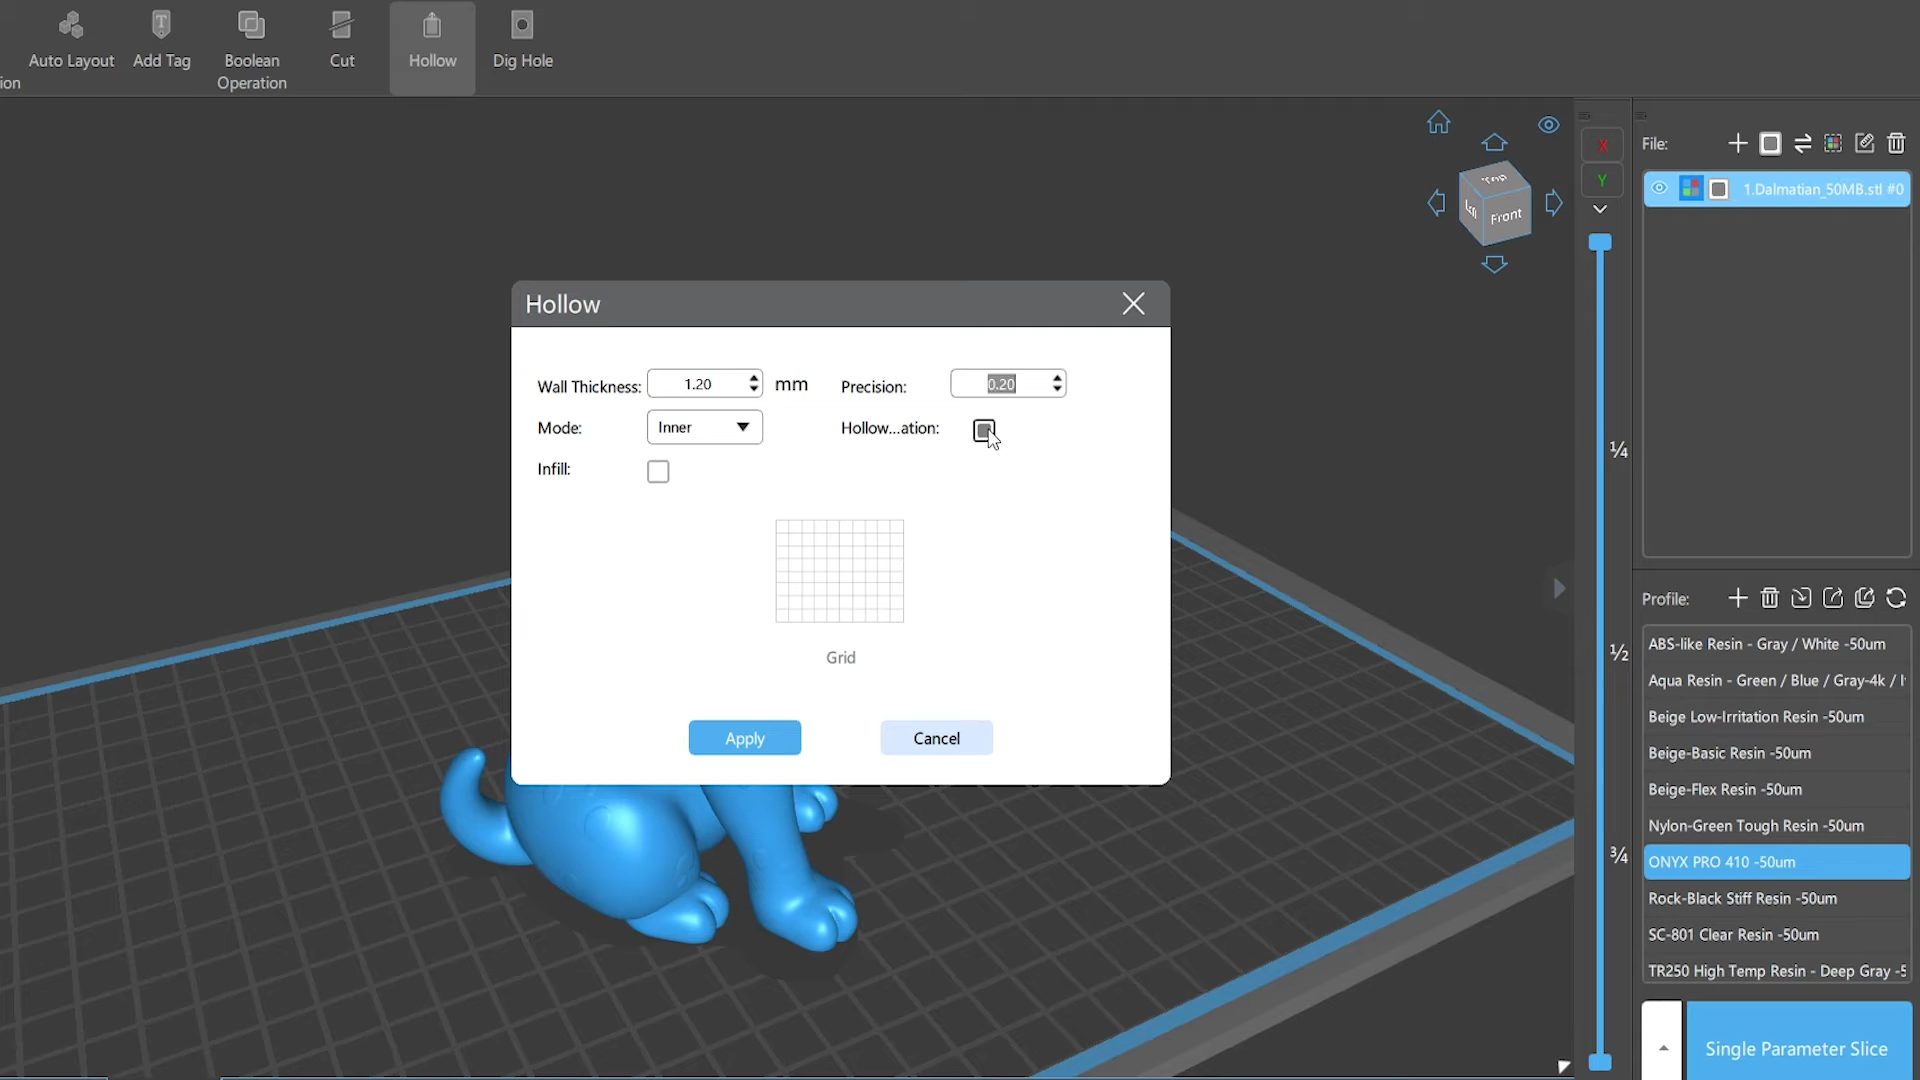 Auto Layout
Add Tag
Boolean
Operation
Cut
Hollow
Dig Hole
ion
Top
Left
Front
X
Y
File:
1.Dalmatian_50MB.stl #0
Hollow
Wall Thickness:
1.20
mm
Precision:
0.20
Mode:
Inner
Hollow...ation:
Infill:
Grid
Apply
Cancel
¼
½
¾
Profile:
ABS-like Resin - Gray / White -50um
Aqua Resin - Green / Blue / Gray-4k / I
Beige Low-Irritation Resin -50um
Beige-Basic Resin -50um
Beige-Flex Resin -50um
Nylon-Green Tough Resin -50um
ONYX PRO 410 -50um
Rock-Black Stiff Resin -50um
SC-801 Clear Resin -50um
TR250 High Temp Resin - Deep Gray -5
Single Parameter Slice